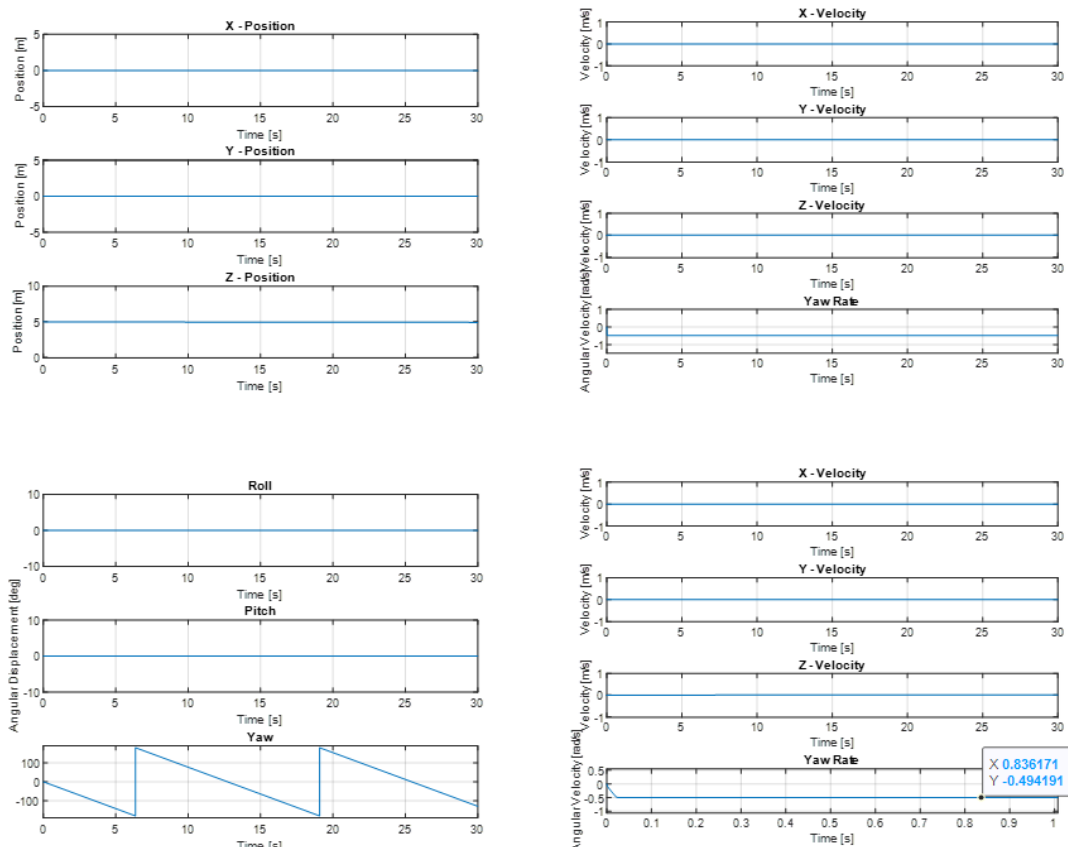 X - Position
Position [m]
5
0
-5
0 5 10 15 20 25 30
Time [s]
Y - Position
Position [m]
5
0
-5
0 5 10 15 20 25 30
Time [s]
Z - Position
Position [m]
10
5
0
0 5 10 15 20 25 30
Time [s]
X - Velocity
Velocity [m/s]
1
0
-1
0 5 10 15 20 25 30
Time [s]
Y - Velocity
Velocity [m/s]
1
0
-1
0 5 10 15 20 25 30
Time [s]
Z - Velocity
Velocity [m/s]
1
0
-1
0 5 10 15 20 25 30
Time [s]
Yaw Rate
Angular Velocity [rad/s]
1
0
-1
0 5 10 15 20 25 30
Time [s]
Roll
10
0
-10
0 5 10 15 20 25 30
Time [s]
Pitch
Angular Displacement [deg]
10
0
-10
0 5 10 15 20 25 30
Time [s]
Yaw
100
0
-100
0 5 10 15 20 25 30
Time [s]
X - Velocity
Velocity [m/s]
1
0
-1
0 5 10 15 20 25 30
Time [s]
Y - Velocity
Velocity [m/s]
1
0
-1
0 5 10 15 20 25 30
Time [s]
Z - Velocity
Velocity [m/s]
1
0
-1
0 5 10 15 20 25 30
Time [s]
Yaw Rate
Angular Velocity [rad/s]
0.5
0
-0.5
-1
X 0.836171
Y -0.494191
0 0.1 0.2 0.3 0.4 0.5 0.6 0.7 0.8 0.9 1
Time [s]